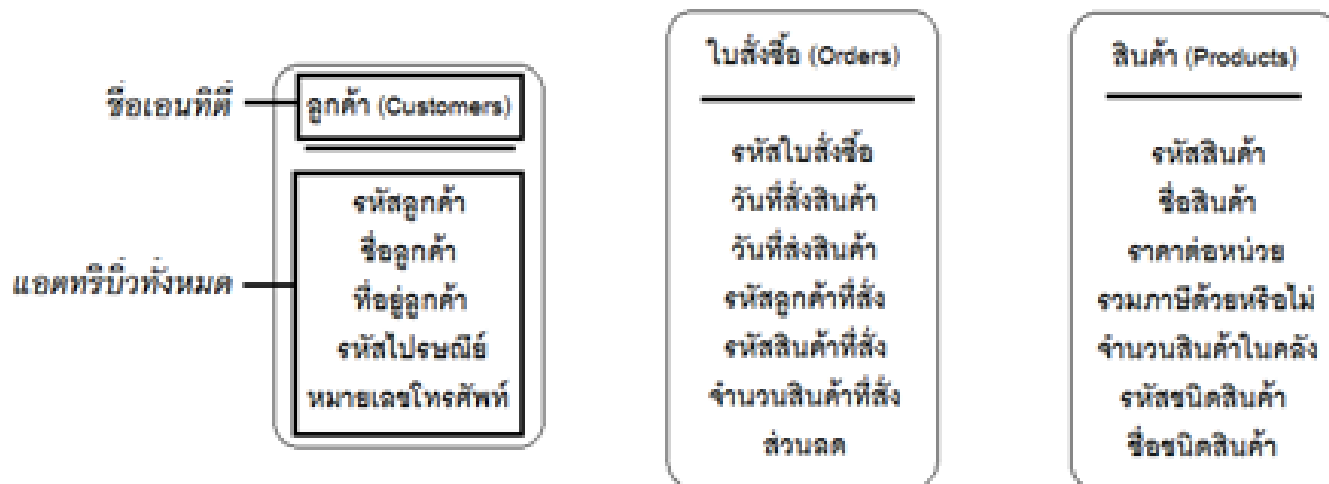 ชื่อเอนทิตี้
ลูกค้า (Customers)
แอตทริบิ้วทั้งหมด
รหัสลูกค้า
ชื่อลูกค้า
ที่อยู่ลูกค้า
รหัสไปรษณีย์
หมายเลขโทรศัพท์
ใบสั่งซื้อ (Orders)
รหัสใบสั่งซื้อ
วันที่สั่งสินค้า
วันที่ส่งสินค้า
รหัสลูกค้าที่สั่ง
รหัสสินค้าที่สั่ง
จำนวนสินค้าที่สั่ง
ส่วนลด
สินค้า (Products)
รหัสสินค้า
ชื่อสินค้า
ราคาต่อหน่วย
รวมภาษีด้วยหรือไม่
จำนวนสินค้าในคลัง
รหัสชนิดสินค้า
ชื่อชนิดสินค้า